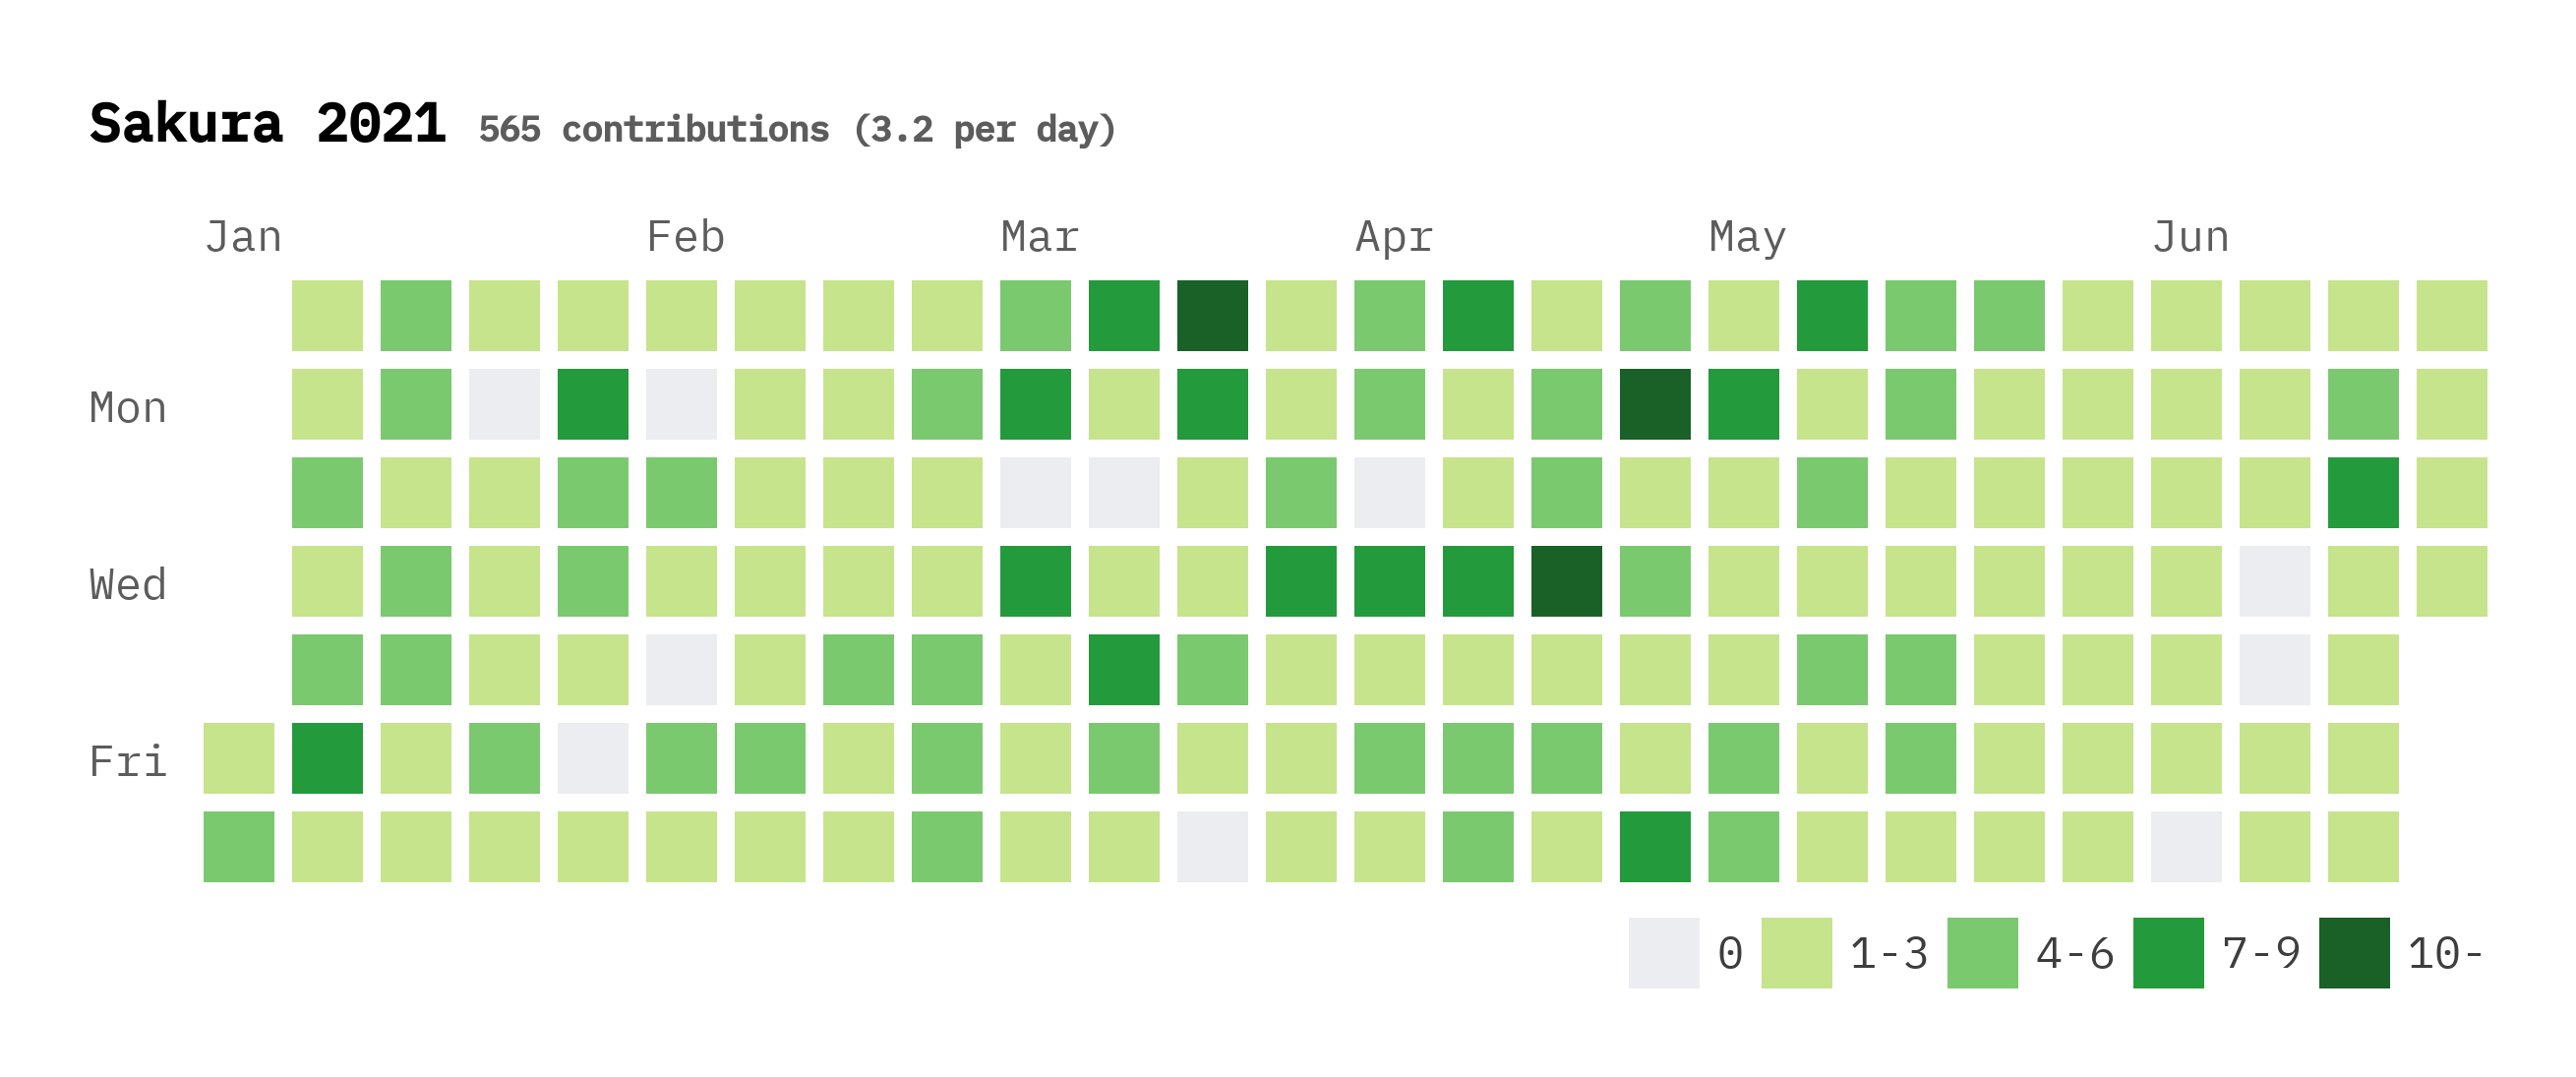 Sakura 2021 565 contributions (3.2 per day)
Jan Feb Mar Apr May Jun
Mon
Wed
Fri
0 1-3 4-6 7-9 10-